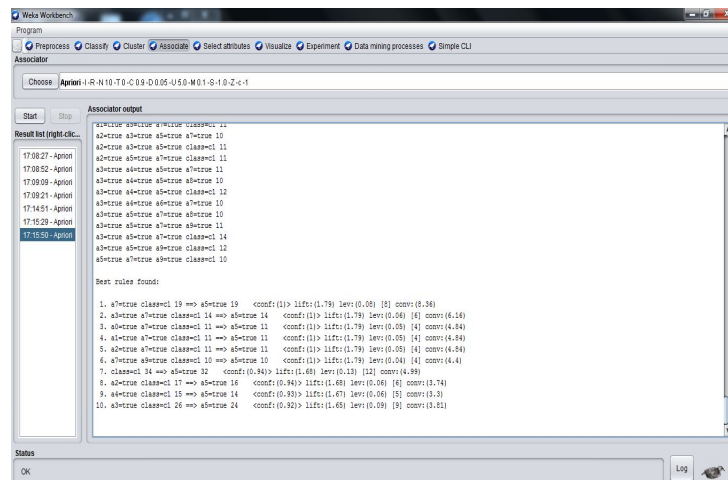 Weka Workbench
Program
Preprocess Classify Cluster Associate Select attributes Visualize Experiment Data mining processes Simple CLI
Associator
Choose Apriori -I -R -N 10 -T 0 -C 0.9 -D 0.05 -U 5.0 -M 0.1 -S -1.0 -Z -c -1
Start Stop
Result list (right-clic...
17:08:27 - Apriori
17:08:52 - Apriori
17:09:09 - Apriori
17:09:21 - Apriori
17:14:51 - Apriori
17:15:29 - Apriori
17:15:50 - Apriori
Associator output
a1=true a5=true a7=true class=c1 11
a2=true a3=true a5=true a7=true 10
a2=true a3=true a5=true class=c1 11
a2=true a5=true a7=true class=c1 11
a3=true a4=true a5=true a7=true 11
a3=true a4=true a5=true a8=true 10
a3=true a4=true a5=true class=c1 12
a3=true a4=true a6=true a7=true 10
a3=true a5=true a7=true a8=true 10
a3=true a5=true a7=true a9=true 11
a3=true a5=true a7=true class=c1 14
a3=true a5=true a9=true class=c1 12
a5=true a7=true a9=true class=c1 10
Best rules found:
1. a7=true class=c1 19 ==> a5=true 19 <conf:(1)> lift:(1.79) lev:(0.08) [8] conv:(8.36)
2. a3=true a7=true class=c1 14 ==> a5=true 14 <conf:(1)> lift:(1.79) lev:(0.06) [6] conv:(6.16)
3. a0=true a7=true class=c1 11 ==> a5=true 11 <conf:(1)> lift:(1.79) lev:(0.05) [4] conv:(4.84)
4. a1=true a7=true class=c1 11 ==> a5=true 11 <conf:(1)> lift:(1.79) lev:(0.05) [4] conv:(4.84)
5. a2=true a7=true class=c1 11 ==> a5=true 11 <conf:(1)> lift:(1.79) lev:(0.05) [4] conv:(4.84)
6. a7=true a9=true class=c1 10 ==> a5=true 10 <conf:(1)> lift:(1.79) lev:(0.04) [4] conv:(4.4)
7. class=c1 34 ==> a5=true 32 <conf:(0.94)> lift:(1.68) lev:(0.13) [12] conv:(4.99)
8. a2=true class=c1 17 ==> a5=true 16 <conf:(0.94)> lift:(1.68) lev:(0.06) [6] conv:(3.74)
9. a4=true class=c1 15 ==> a5=true 14 <conf:(0.93)> lift:(1.67) lev:(0.06) [5] conv:(3.3)
10. a3=true class=c1 26 ==> a5=true 24 <conf:(0.92)> lift:(1.65) lev:(0.09) [9] conv:(3.81)
Status
OK
Log